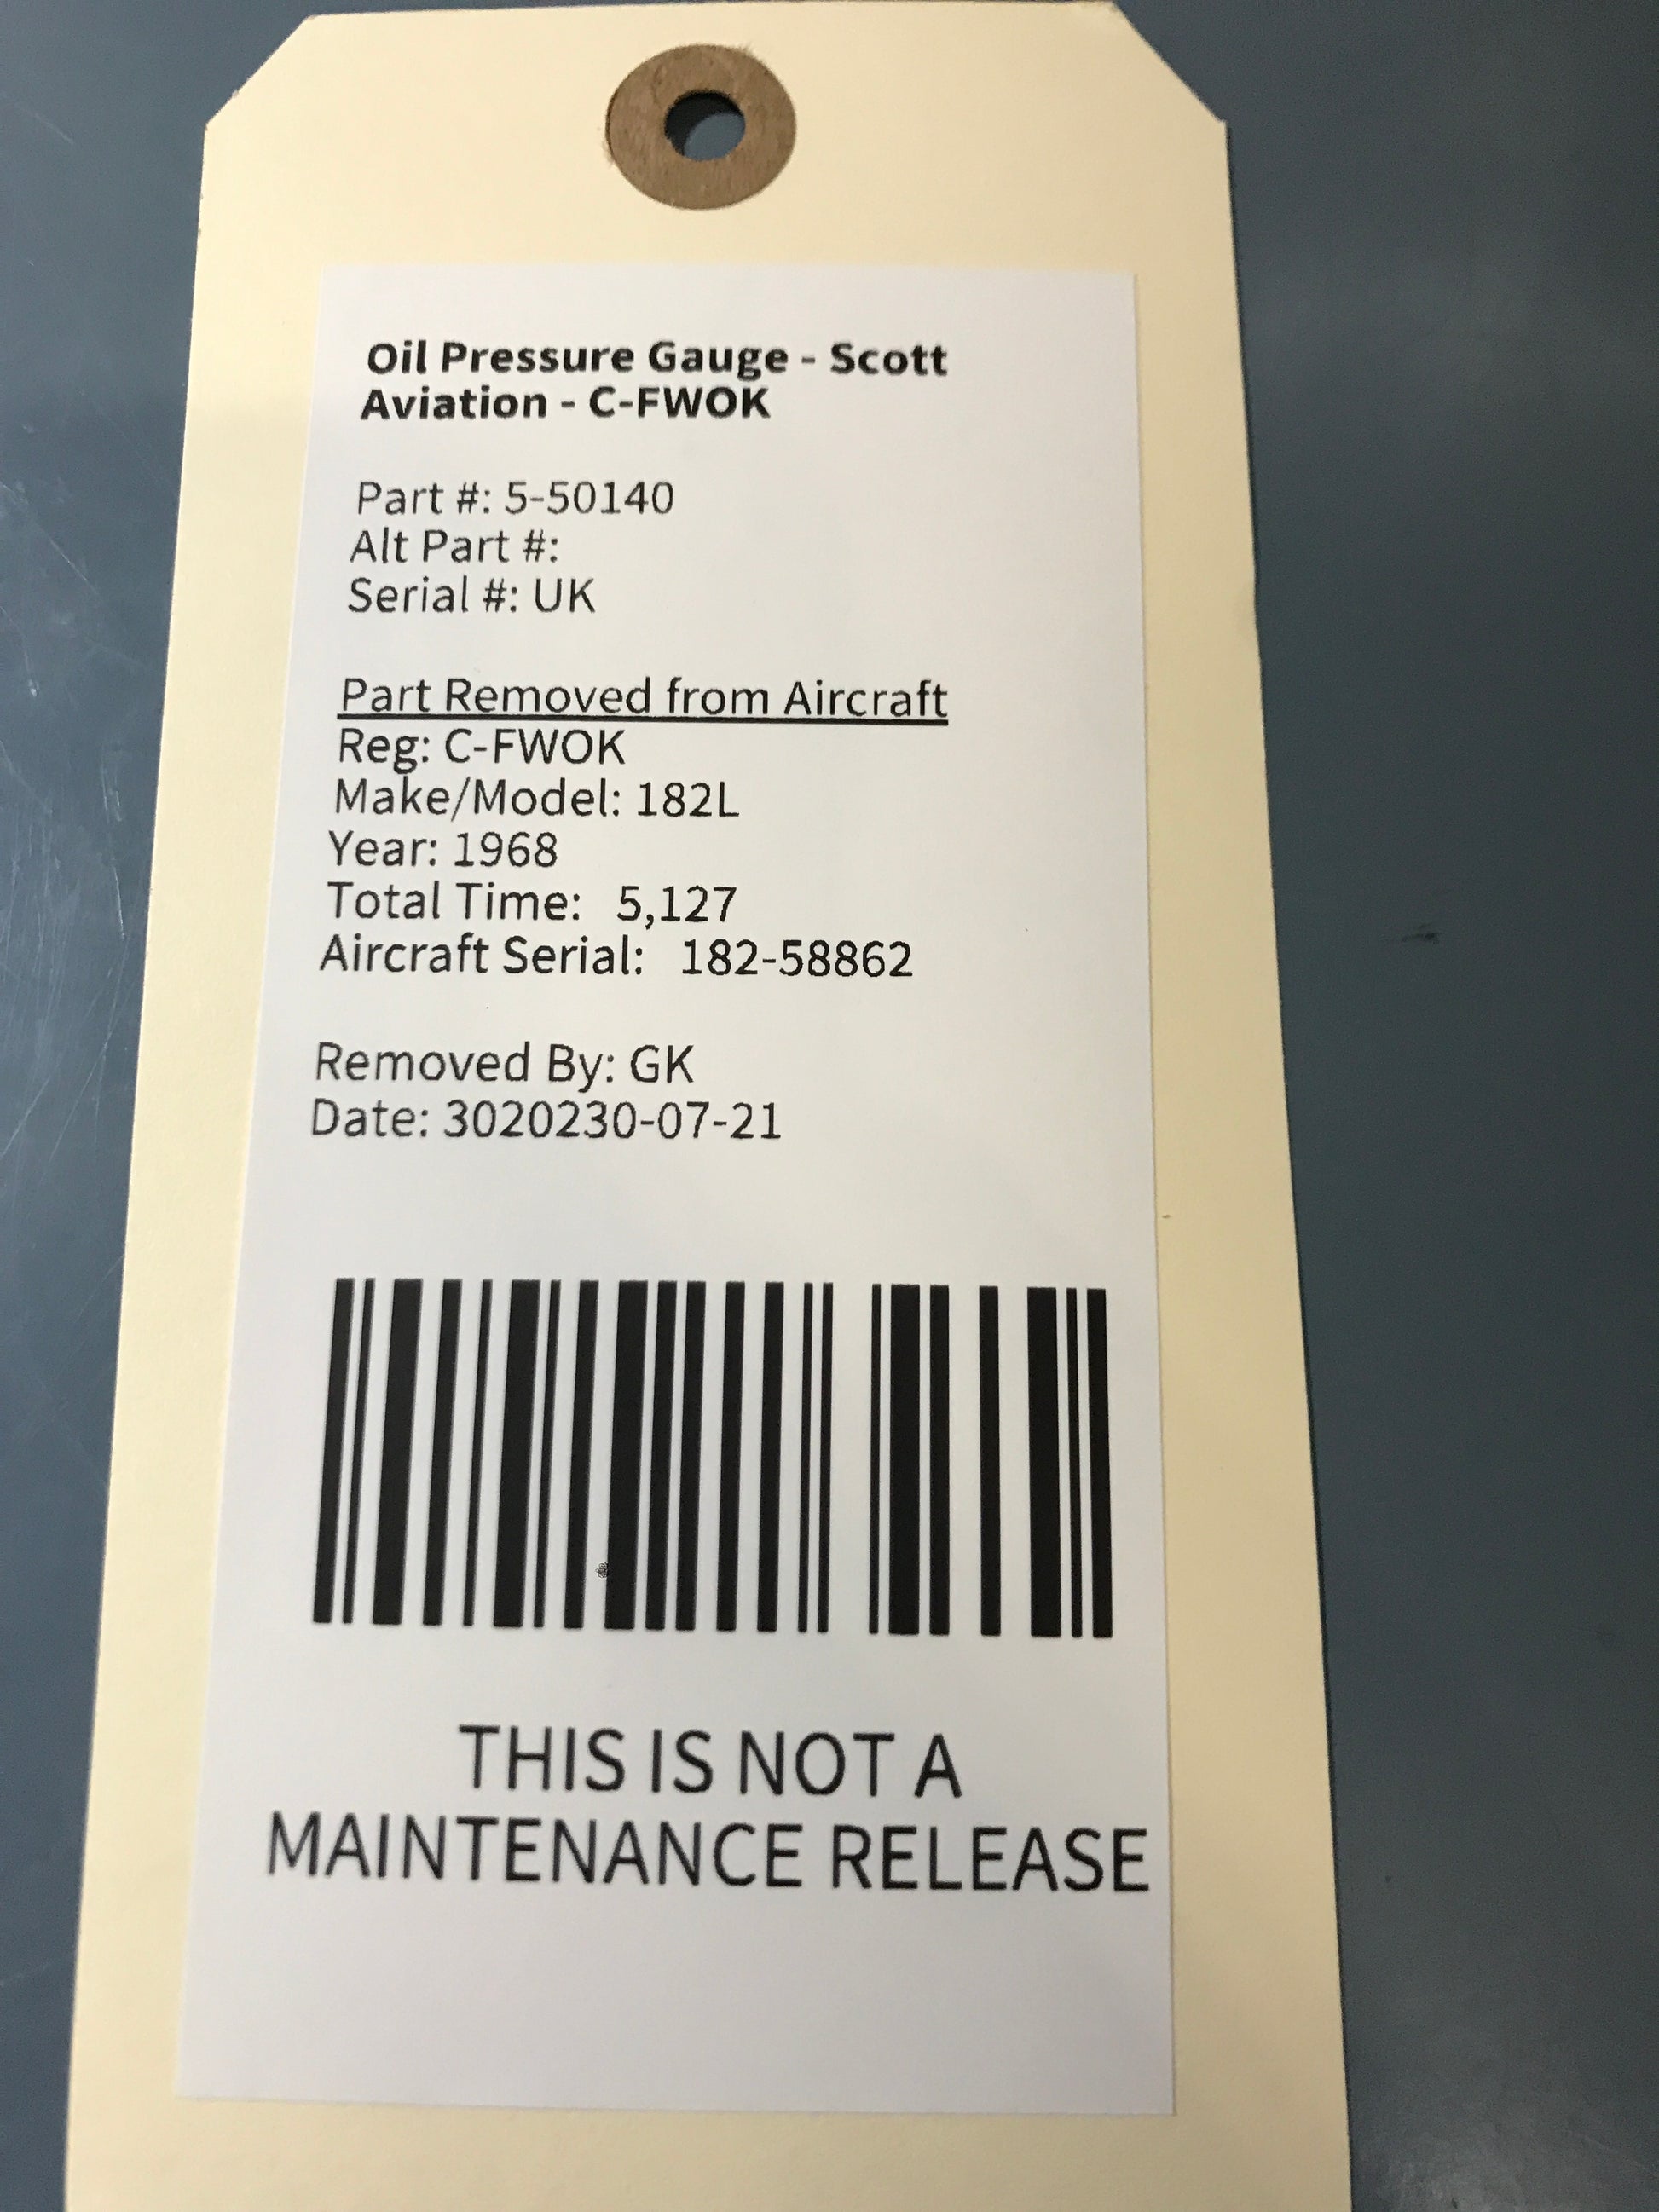 Oil Pressure Gauge - Scott
Aviation - C-FWOK
Part #: 5-50140
Alt Part #:
Serial #: UK
Part Removed from Aircraft
Reg: C-FWOK
Make/Model: 182L
Year: 1968
Total Time: 5,127
Aircraft Serial: 182-58862
Removed By: GK
Date: 3020230-07-21
THIS IS NOT A
MAINTENANCE RELEASE